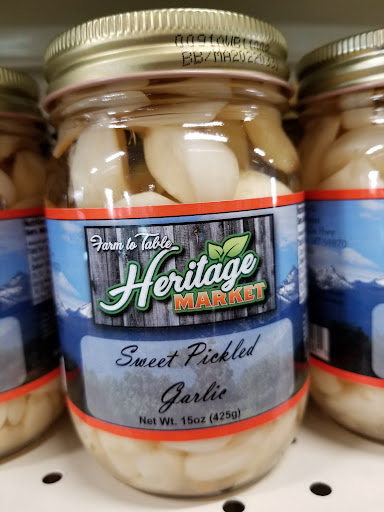 Farm to Table
Heritage
MARKET
Sweet Pickled
Garlic
Net Wt. 15oz (425g)